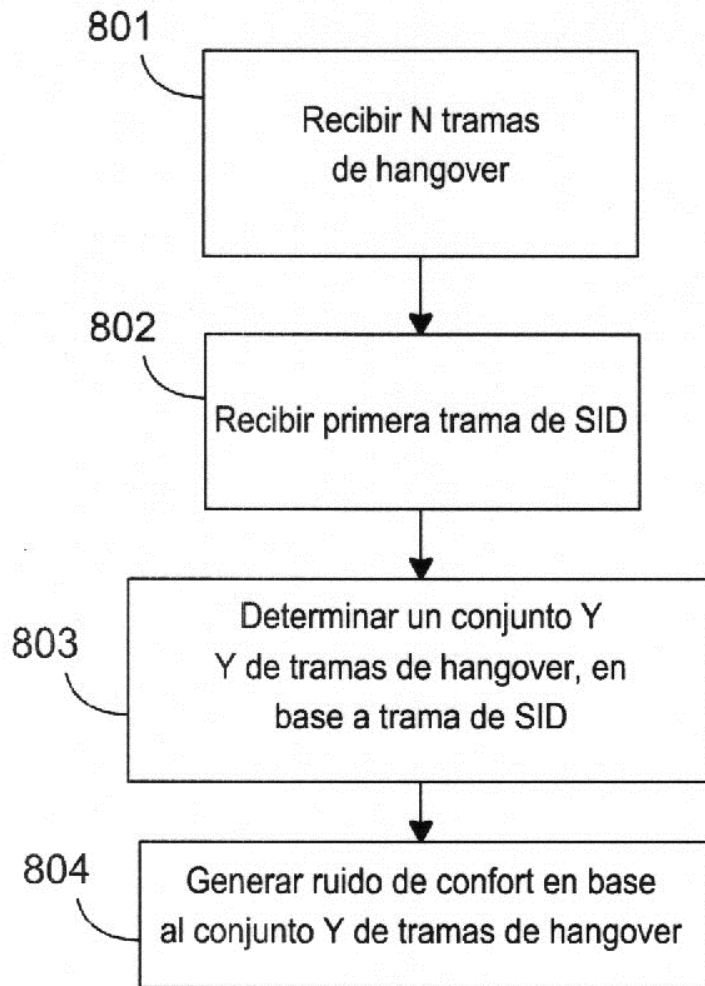 801
Recibir N tramas
de hangover
802
Recibir primera trama de SID
803
Determinar un conjunto Y
Y de tramas de hangover, en
base a trama de SID
804
Generar ruido de confort en base
al conjunto Y de tramas de hangover